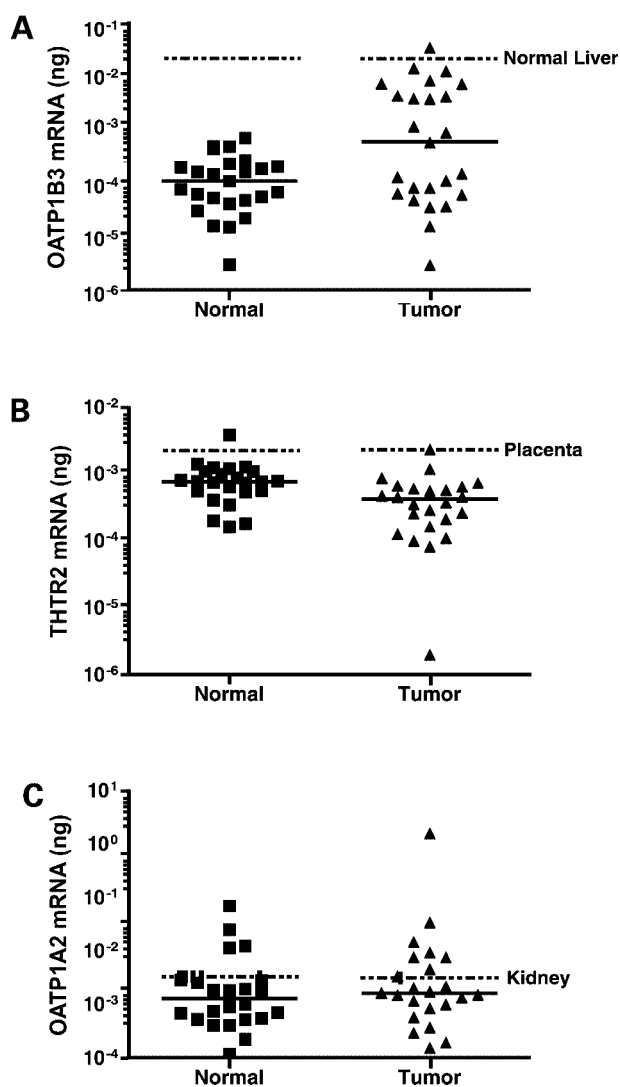 A
OATP1B3 mRNA (ng)
10-1
10-2
10-3
10-4
10-5
10-6
Normal Liver
Normal
Tumor
B
THTR2 mRNA (ng)
10-2
10-3
10-4
10-5
10-6
Placenta
Normal
Tumor
C
OATP1A2 mRNA (ng)
10¹
10⁰
10-1
10-2
10-3
10-4
Kidney
Normal
Tumor